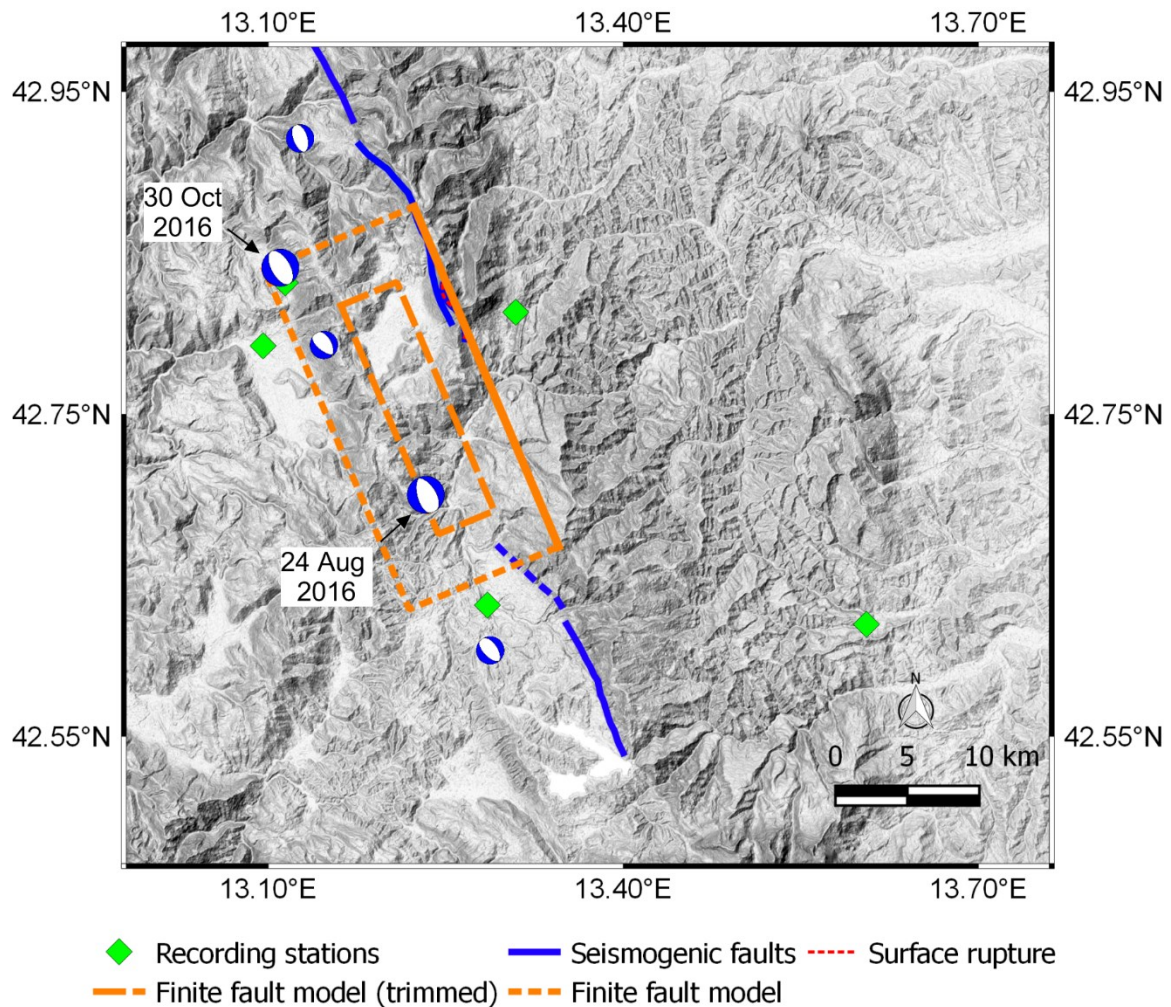 13.10°E 13.40°E 13.70°E
42.95°N 42.95°N
30 Oct
2016
42.75°N 42.75°N
24 Aug
2016
N
42.55°N 42.55°N
0 5 10 km
13.10°E 13.40°E 13.70°E
Recording stations Seismogenic faults Surface rupture
Finite fault model (trimmed) Finite fault model